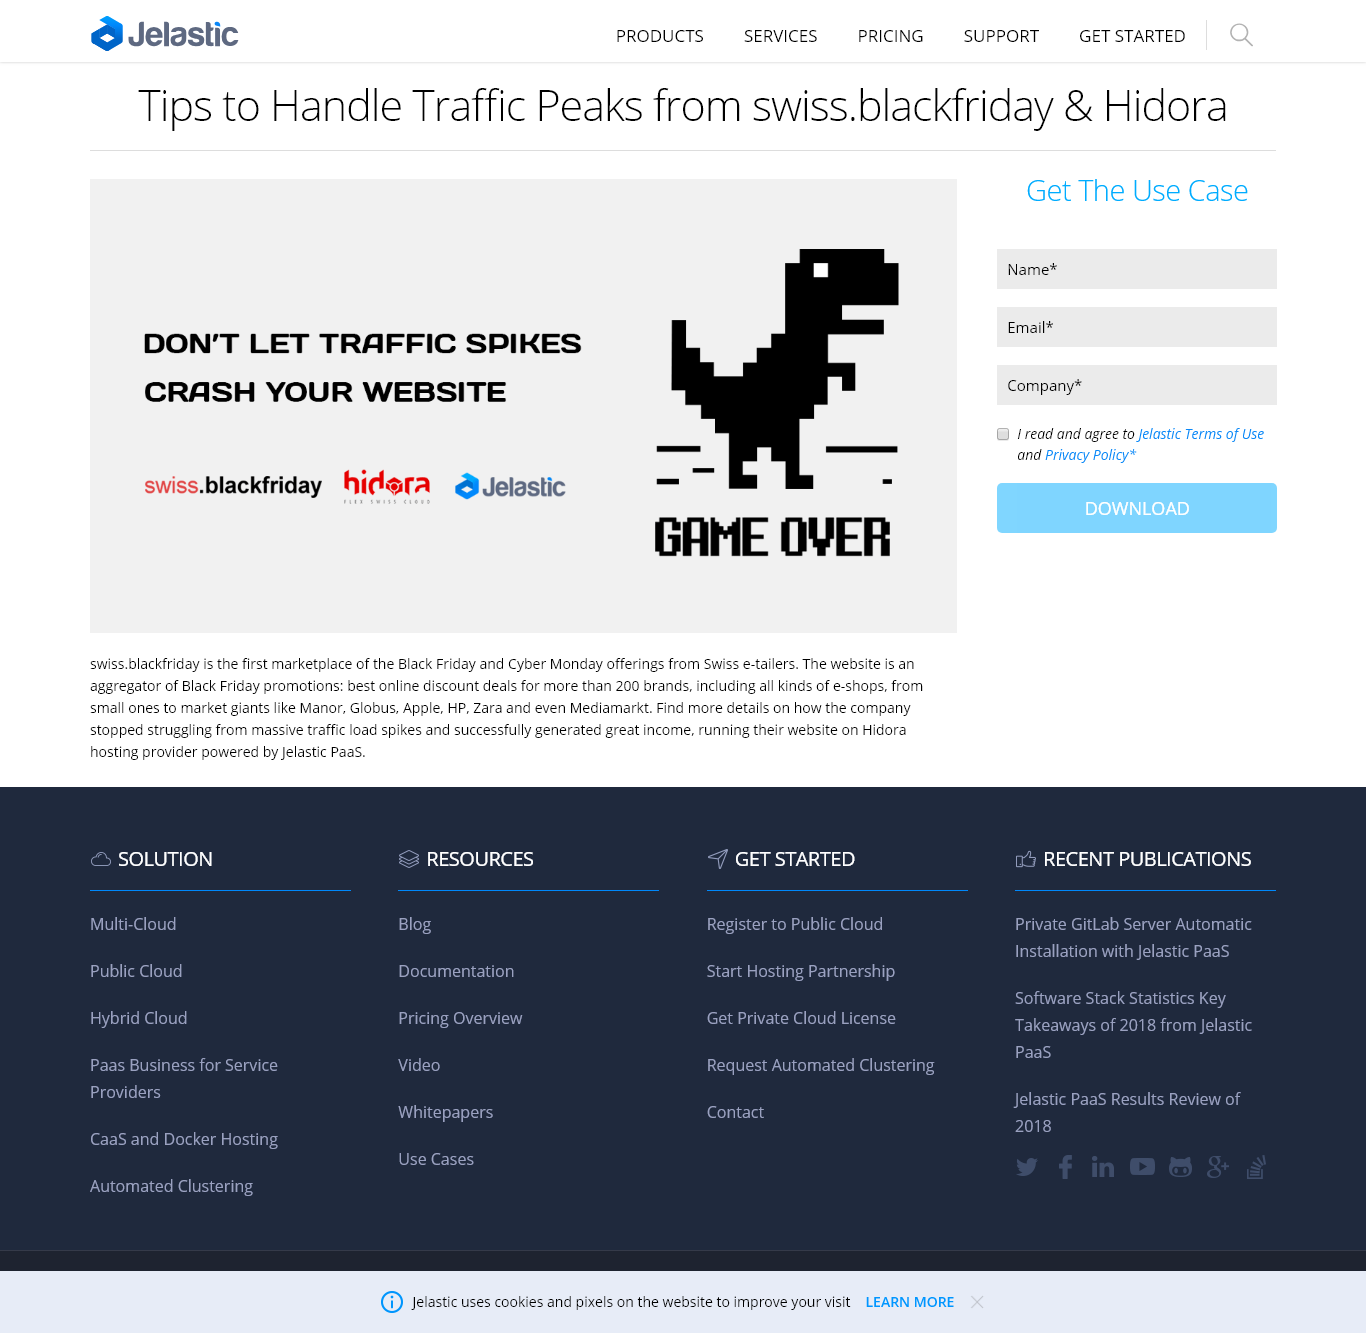 Jelastic
PRODUCTS SERVICES PRICING SUPPORT GET STARTED
Tips to Handle Traffic Peaks from swiss.blackfriday & Hidora
DON'T LET TRAFFIC SPIKES
CRASH YOUR WEBSITE
swiss.blackfriday hidora Jelastic
FLEX SWISS CLOUD
GAME OVER
Get The Use Case
Name*
Email*
Company*
I read and agree to Jelastic Terms of Use
and Privacy Policy*
DOWNLOAD
swiss.blackfriday is the first marketplace of the Black Friday and Cyber Monday offerings from Swiss e-tailers. The website is an
aggregator of Black Friday promotions: best online discount deals for more than 200 brands, including all kinds of e-shops, from
small ones to market giants like Manor, Globus, Apple, HP, Zara and even Mediamarkt. Find more details on how the company
stopped struggling from massive traffic load spikes and successfully generated great income, running their website on Hidora
hosting provider powered by Jelastic PaaS.
SOLUTION
Multi-Cloud
Public Cloud
Hybrid Cloud
Paas Business for Service
Providers
CaaS and Docker Hosting
Automated Clustering
RESOURCES
Blog
Documentation
Pricing Overview
Video
Whitepapers
Use Cases
GET STARTED
Register to Public Cloud
Start Hosting Partnership
Get Private Cloud License
Request Automated Clustering
Contact
RECENT PUBLICATIONS
Private GitLab Server Automatic
Installation with Jelastic PaaS
Software Stack Statistics Key
Takeaways of 2018 from Jelastic
PaaS
Jelastic PaaS Results Review of
2018
Jelastic uses cookies and pixels on the website to improve your visit LEARN MORE